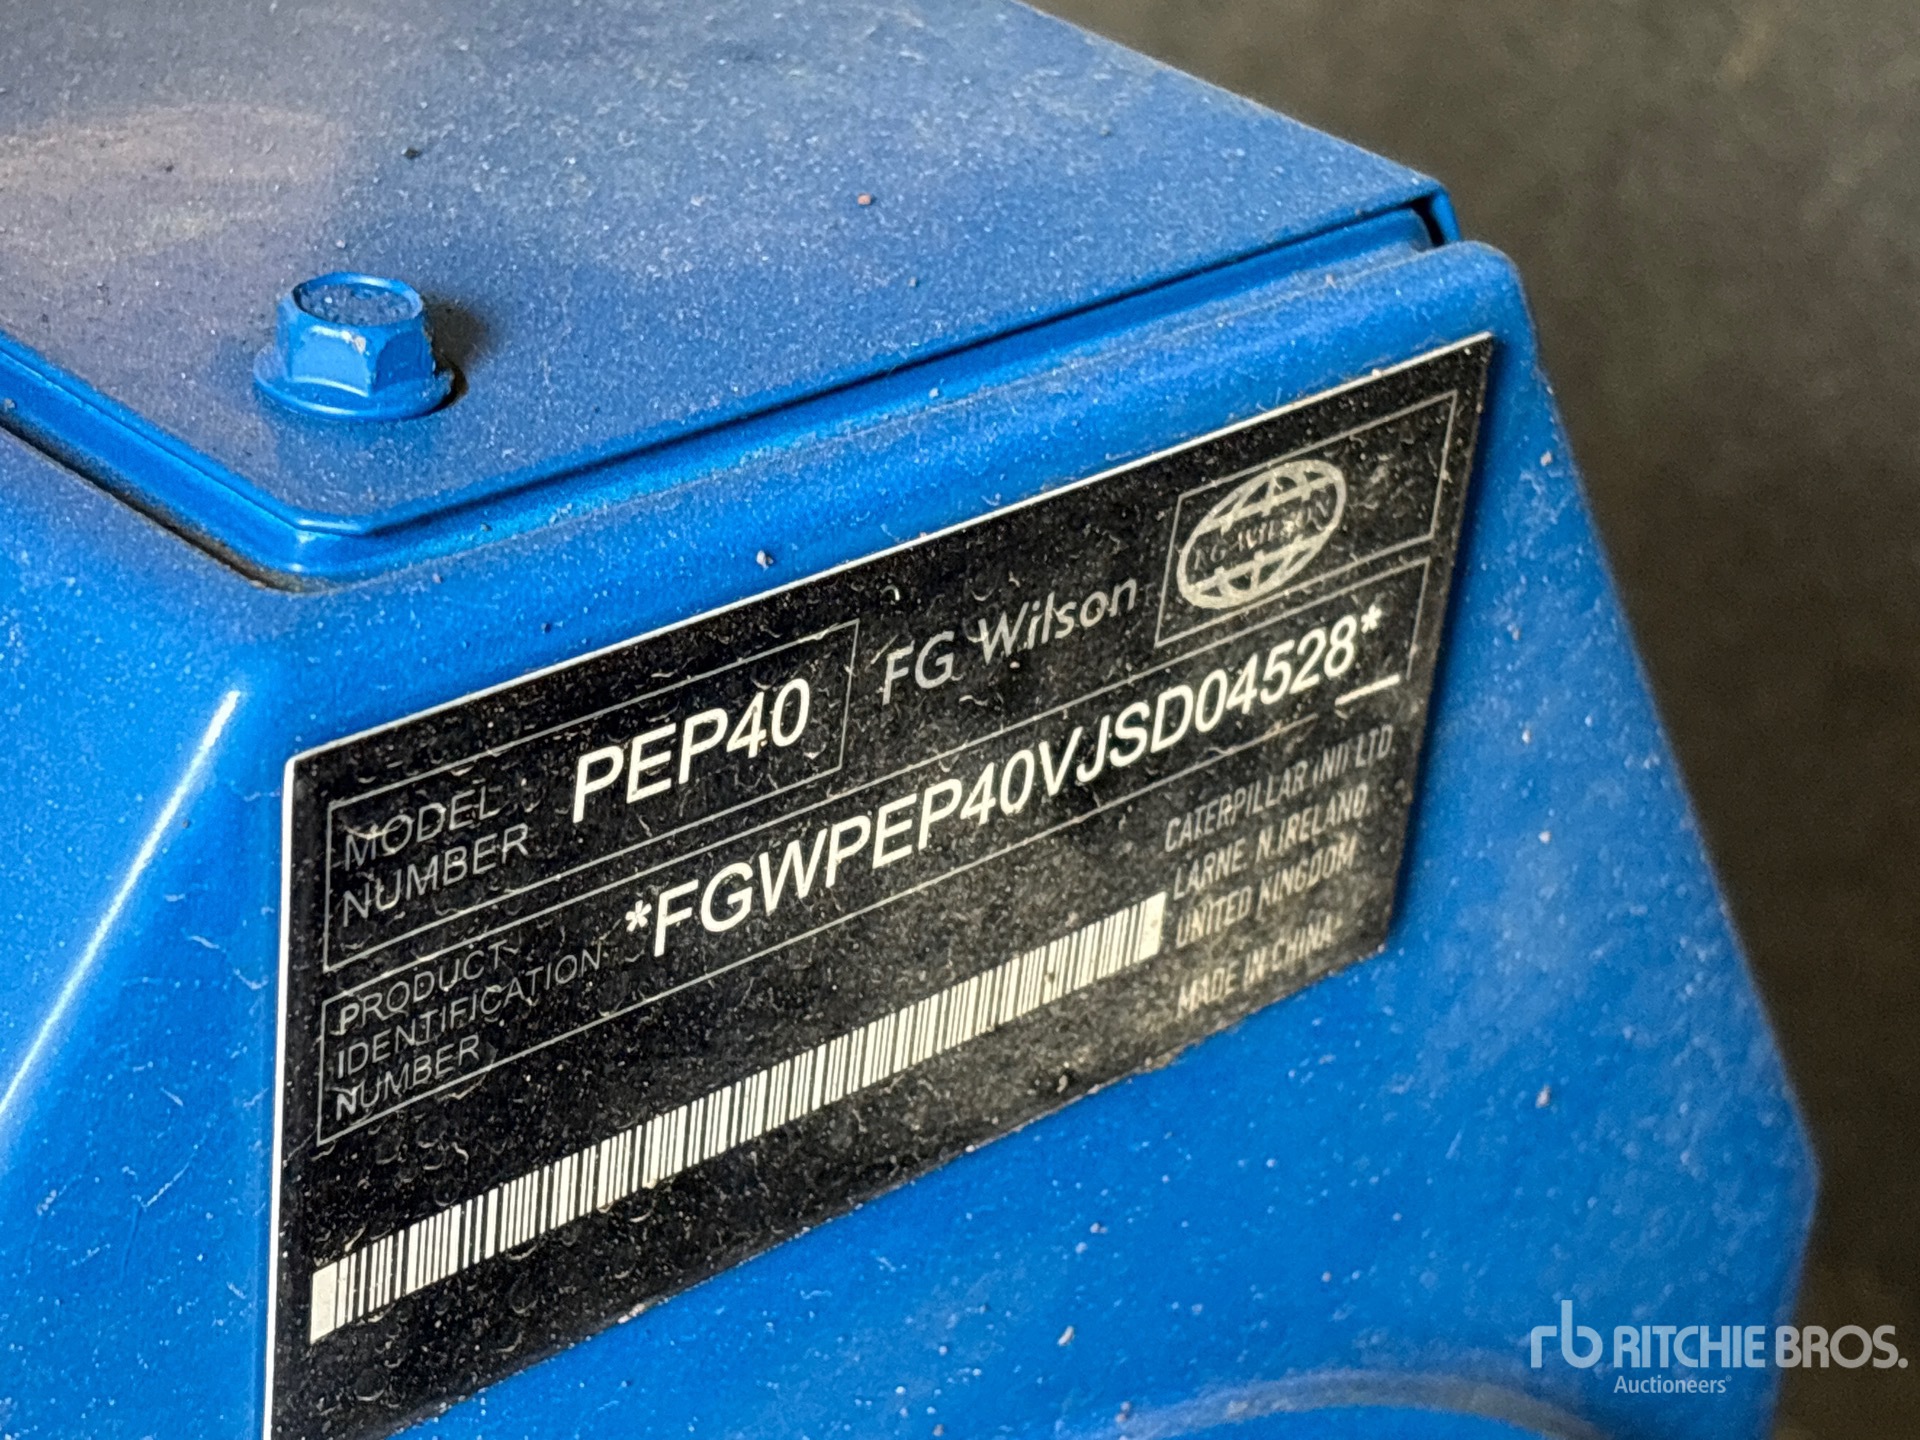 MODEL NUMBER
PEP40
FG Wilson
FG WILSON
PRODUCT IDENTIFICATION NUMBER
*FGWPEP40VJSD04528*
CATERPILLAR (NI) LTD.
LARNE N.IRELAND
UNITED KINGDOM
MADE IN CHINA
rb RITCHIE BROS.
Auctioneers